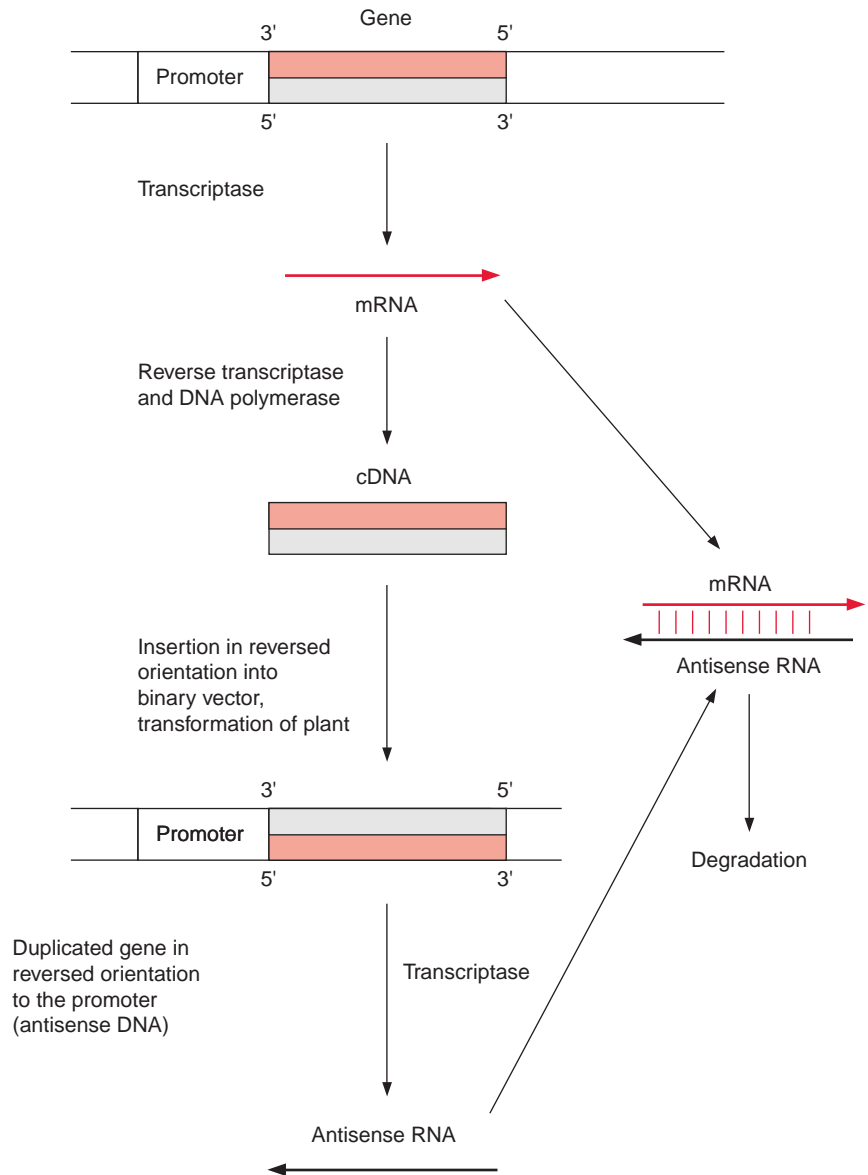 Gene
3' 5'
Promoter
5' 3'
Transcriptase
mRNA
Reverse transcriptase
and DNA polymerase
cDNA
mRNA
Antisense RNA
Degradation
Insertion in reversed
orientation into
binary vector,
transformation of plant
3' 5'
Promoter
5' 3'
Duplicated gene in
reversed orientation
to the promoter
(antisense DNA)
Transcriptase
Antisense RNA